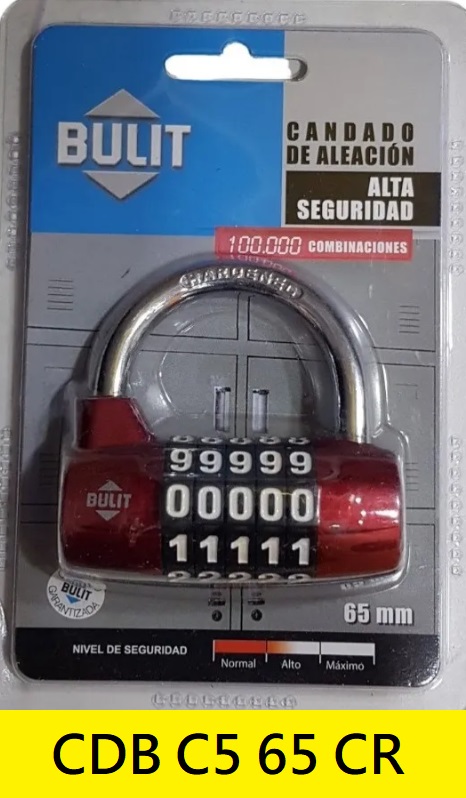 BULIT
CANDADO
DE ALEACIÓN
ALTA
SEGURIDAD
100.000 COMBINACIONES
HARDENED
99999
BULIT
00000
11111
22222
BULIT
GARANTIZADA
65 mm
NIVEL DE SEGURIDAD
Normal Alto Máximo
CDB C5 65 CR